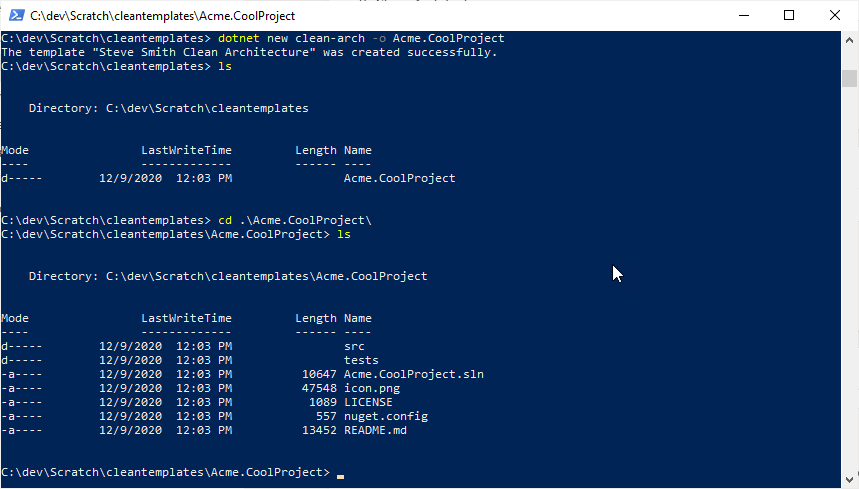 C:\dev\Scratch\cleantemplates\Acme.CoolProject
C:\dev\Scratch\cleantemplates> dotnet new clean-arch -o Acme.CoolProject
The template "Steve Smith Clean Architecture" was created successfully.
C:\dev\Scratch\cleantemplates> ls
Directory: C:\dev\Scratch\cleantemplates
Mode                LastWriteTime         Length Name
----                -------------         ------ ----
d-----        12/9/2020  12:03 PM                Acme.CoolProject
C:\dev\Scratch\cleantemplates> cd .\Acme.CoolProject\
C:\dev\Scratch\cleantemplates\Acme.CoolProject> ls
Directory: C:\dev\Scratch\cleantemplates\Acme.CoolProject
Mode                LastWriteTime         Length Name
----                -------------         ------ ----
d-----        12/9/2020  12:03 PM                src
d-----        12/9/2020  12:03 PM                tests
-a----        12/9/2020  12:03 PM          10647 Acme.CoolProject.sln
-a----        12/9/2020  12:03 PM          47548 icon.png
-a----        12/9/2020  12:03 PM           1089 LICENSE
-a----        12/9/2020  12:03 PM            557 nuget.config
-a----        12/9/2020  12:03 PM          13452 README.md
C:\dev\Scratch\cleantemplates\Acme.CoolProject>